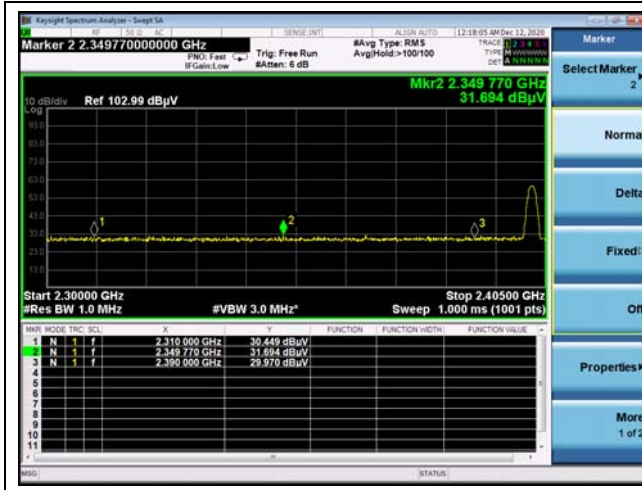 Keysight Spectrum Analyzer - Swept SA
RF 50 Ω AC SENSE:INT ALIGN AUTO 12:18:05 AM Dec 12, 2020
Marker 2 2.349770000000 GHz
PNO: Fast
IFGain:Low
Trig: Free Run
#Atten: 6 dB
#Avg Type: RMS
Avg|Hold:>100/100
TRACE 1 2 3 4 5 6
TYPE M WWWWW
DET A N N N N N
Mkr2 2.349 770 GHz
31.694 dBµV
10 dB/div Ref 102.99 dBµV
Log
93.0
83.0
73.0
63.0
53.0
43.0
33.0
23.0
13.0
1
2
3
Start 2.30000 GHz Stop 2.40500 GHz
#Res BW 1.0 MHz #VBW 3.0 MHz* Sweep 1.000 ms (1001 pts)
MKR MODE TRC SCL X Y FUNCTION FUNCTION WIDTH FUNCTION VALUE
1 N 1 f 2.310 000 GHz 30.449 dBµV
2 N 1 f 2.349 770 GHz 31.694 dBµV
3 N 1 f 2.390 000 GHz 29.970 dBµV
4
5
6
7
8
9
10
11
MSG STATUS
Marker
Select Marker
2
Norma
Delta
Fixed
Of
Properties
More
1 of 2